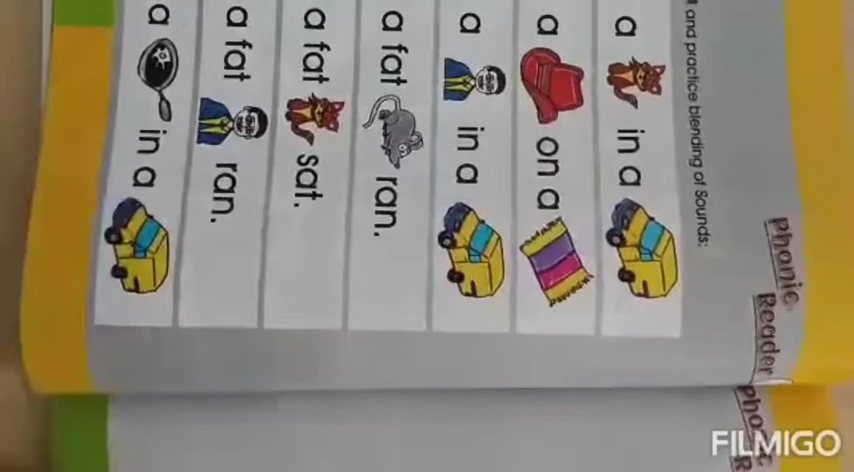 Phonic Reader
and practice blending of Sounds:
a in a
a on a
a in a
a fat ran.
a fat sat.
a fat ran.
a in a
FILMIGO